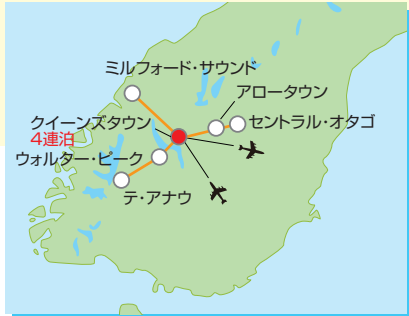 ミルフォード・サウンド
アロータウン
クイーンズタウン
セントラル・オタゴ
4連泊
ウォルター・ピーク
テ・アナウ